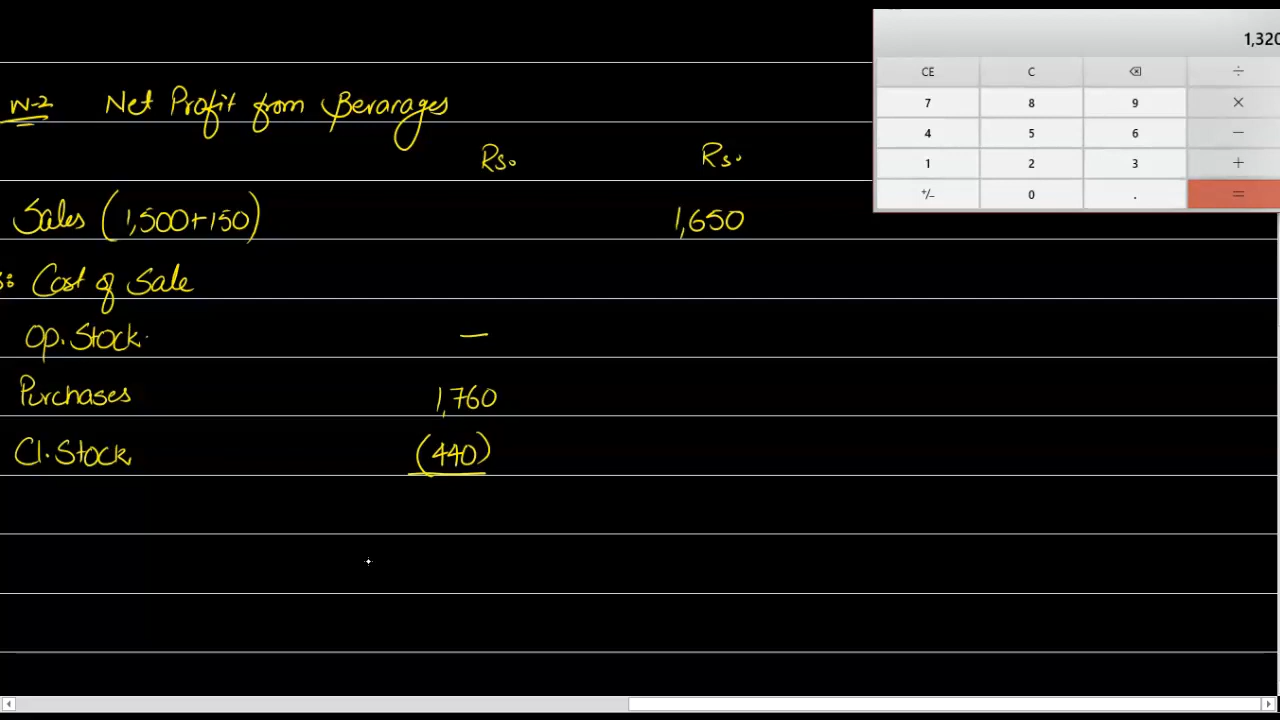 1,320
CE C ⌫ ÷
7 8 9 ×
4 5 6 −
1 2 3 +
+/− 0 . =
W-2 Net Profit from Bevarages
Rs. Rs.
Sales (1,500+150) 1,650
s: Cost of Sale
Op. Stock. —
Purchases 1,760
Cl. Stock (440)